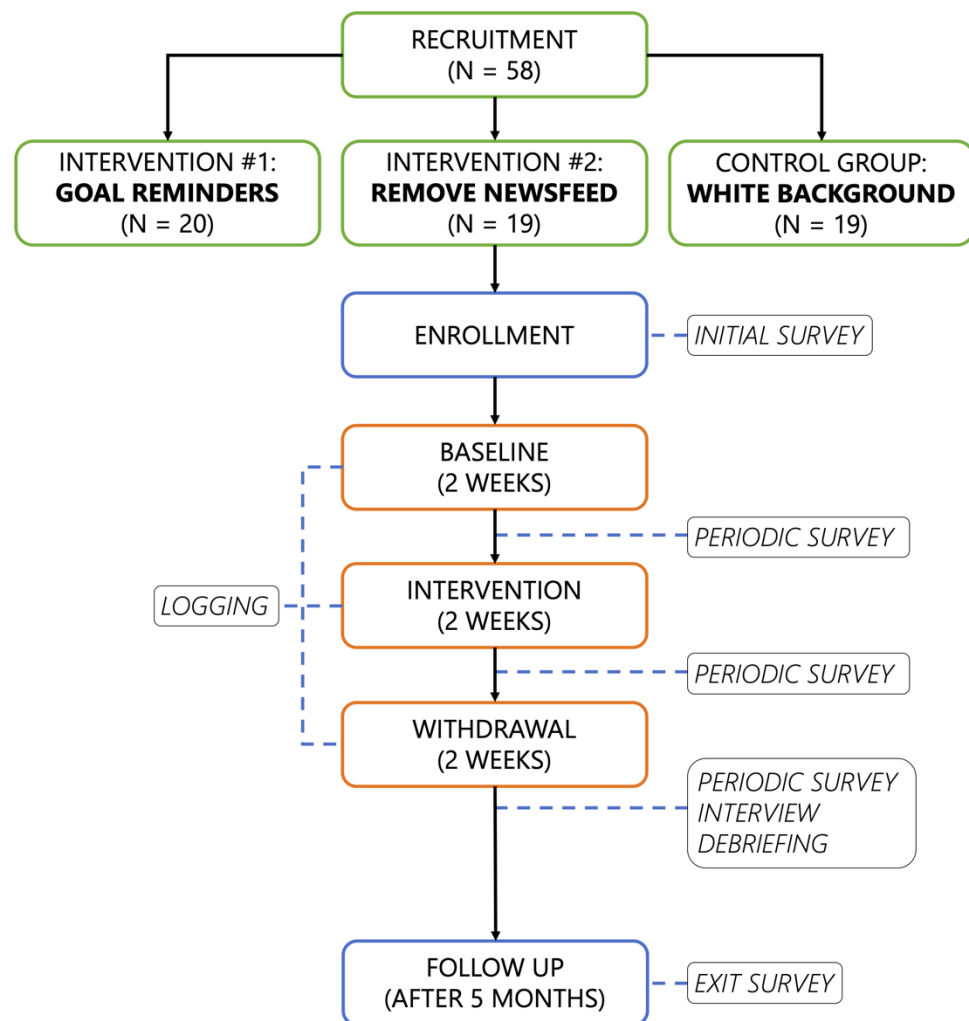 RECRUITMENT
(N = 58)
INTERVENTION #1:
GOAL REMINDERS
(N = 20)
INTERVENTION #2:
REMOVE NEWSFEED
(N = 19)
CONTROL GROUP:
WHITE BACKGROUND
(N = 19)
ENROLLMENT
INITIAL SURVEY
BASELINE
(2 WEEKS)
PERIODIC SURVEY
LOGGING
INTERVENTION
(2 WEEKS)
PERIODIC SURVEY
WITHDRAWAL
(2 WEEKS)
PERIODIC SURVEY
INTERVIEW
DEBRIEFING
FOLLOW UP
(AFTER 5 MONTHS)
EXIT SURVEY